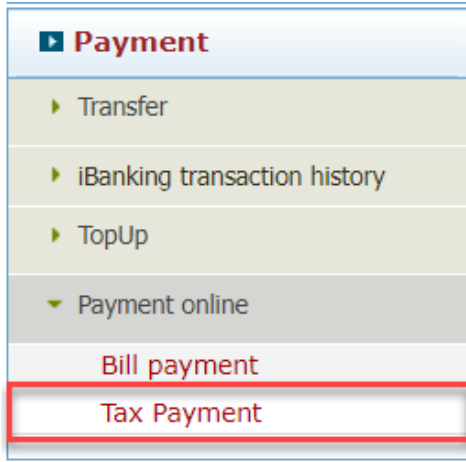 Payment
Transfer
iBanking transaction history
TopUp
Payment online
Bill payment
Tax Payment